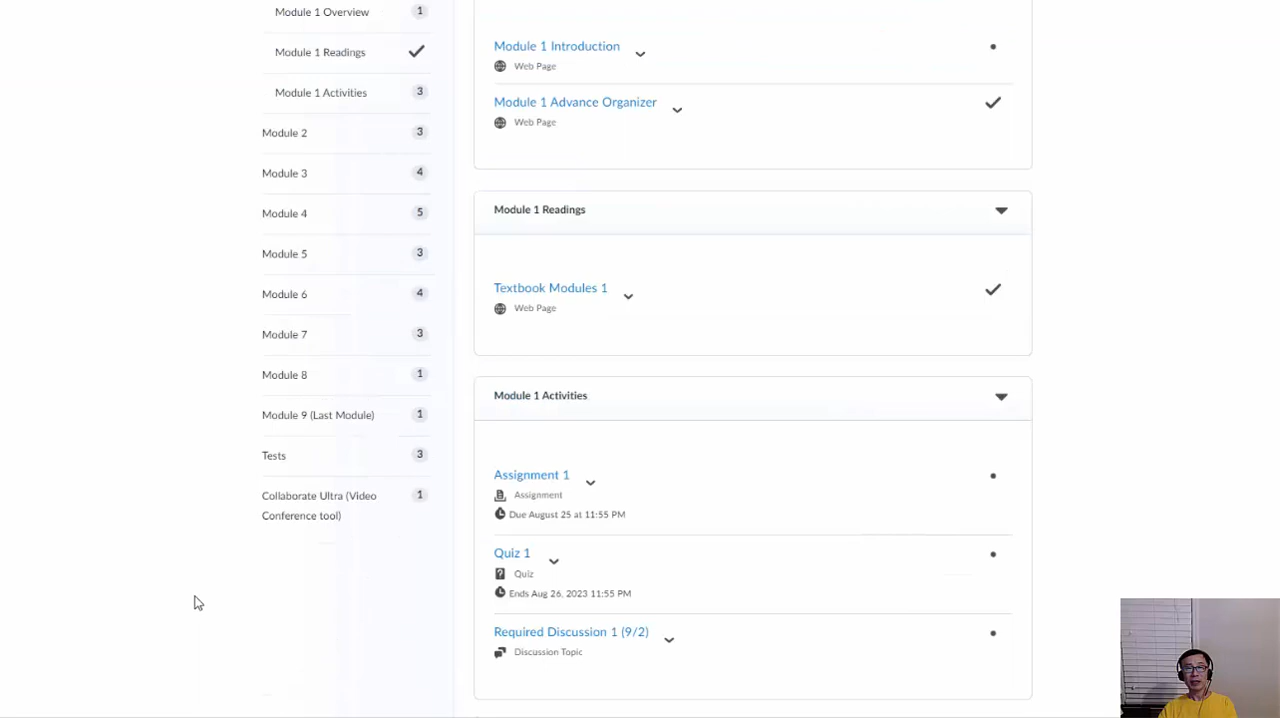 Module 1 Overview 1
Module 1 Readings
Module 1 Activities 3
Module 2 3
Module 3 4
Module 4 5
Module 5 3
Module 6 4
Module 7 3
Module 8 1
Module 9 (Last Module) 1
Tests 3
Collaborate Ultra (Video 1
Conference tool)
Module 1 Introduction
Web Page
Module 1 Advance Organizer
Web Page
Module 1 Readings
Textbook Modules 1
Web Page
Module 1 Activities
Assignment 1
Assignment
Due August 25 at 11:55 PM
Quiz 1
Quiz
Ends Aug 26, 2023 11:55 PM
Required Discussion 1 (9/2)
Discussion Topic